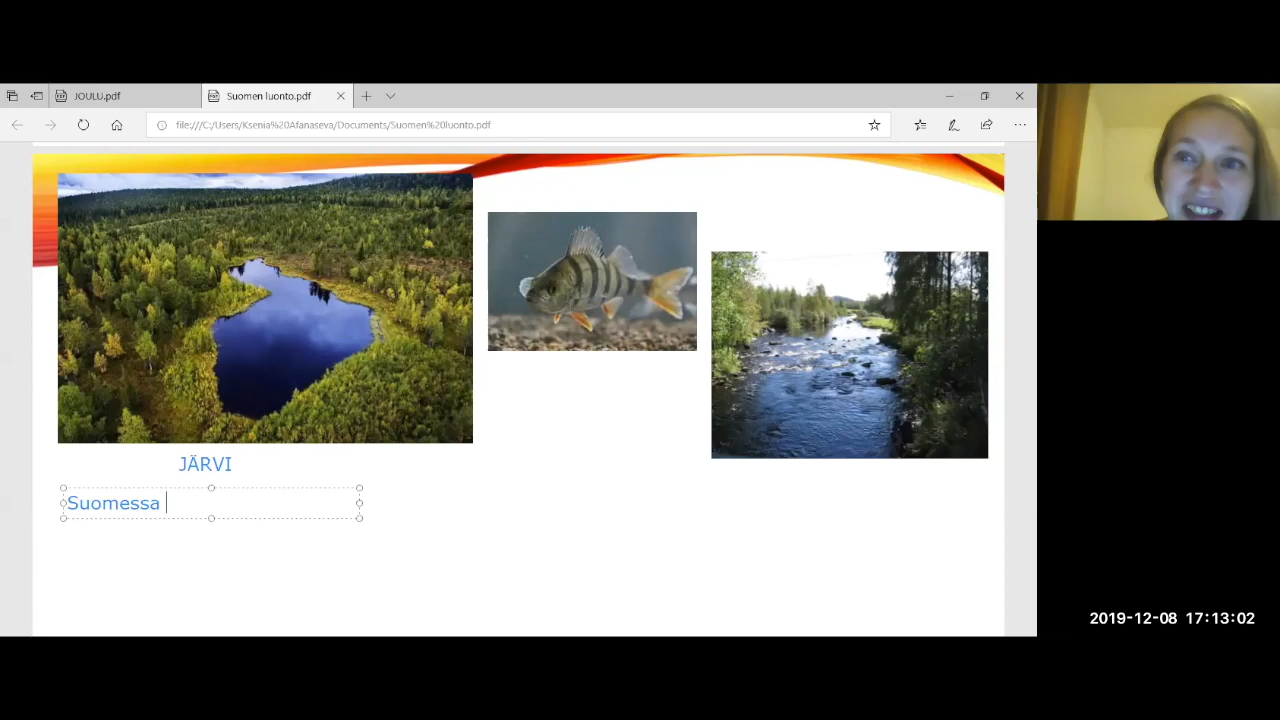 JOULU.pdf
Suomen luonto.pdf
file:///C:/Users/Ksenia%20Afanaseva/Documents/Suomen%20luonto.pdf
JÄRVI
Suomessa
2019-12-08 17:13:02